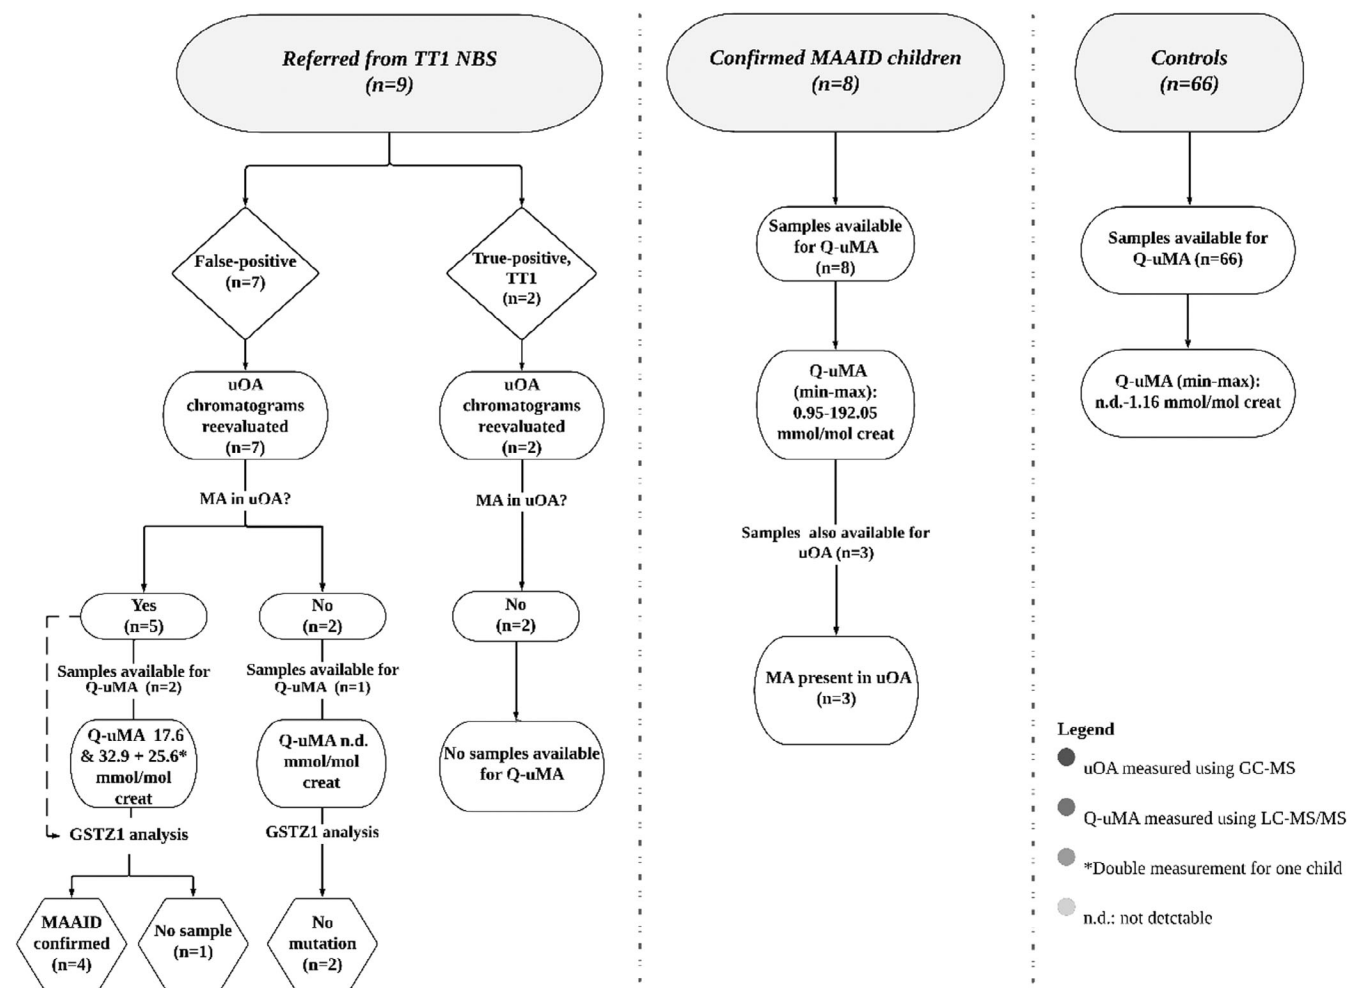 Referred from TT1 NBS
(n=9)
False-positive
(n=7)
True-positive,
TT1
(n=2)
uOA
chromatograms
reevaluated
(n=7)
uOA
chromatograms
reevaluated
(n=2)
MA in uOA?
MA in uOA?
Yes
(n=5)
No
(n=2)
No
(n=2)
Samples available for
Q-uMA (n=2)
Samples available for
Q-uMA (n=1)
Q-uMA 17.6
& 32.9 + 25.6*
mmol/mol
creat
Q-uMA n.d.
mmol/mol
creat
No samples available
for Q-uMA
GSTZ1 analysis
GSTZ1 analysis
MAAID
confirmed
(n=4)
No sample
(n=1)
No
mutation
(n=2)
Confirmed MAAID children
(n=8)
Samples available
for Q-uMA
(n=8)
Q-uMA
(min-max):
0.95-192.05
mmol/mol creat
Samples also available for
uOA (n=3)
MA present in uOA
(n=3)
Controls
(n=66)
Samples available for
Q-uMA (n=66)
Q-uMA (min-max):
n.d.-1.16 mmol/mol creat
Legend
uOA measured using GC-MS
Q-uMA measured using LC-MS/MS
*Double measurement for one child
n.d.: not detctable